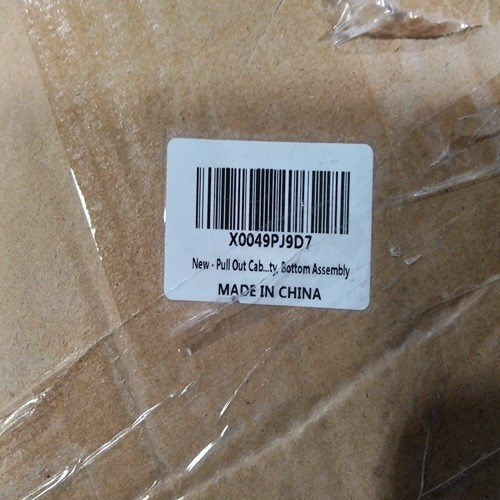 X0049PJ9D7
New - Pull Out Cab...ty, Bottom Assembly
MADE IN CHINA